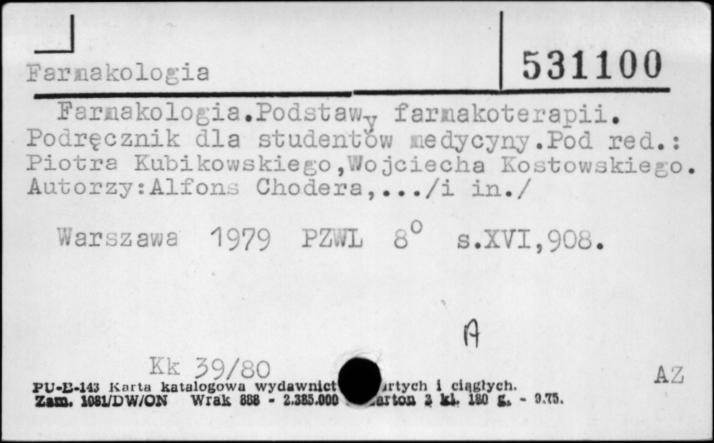 Farmakologia
531100
Farmakologia.Podstawy farmakoterapii.
Podręcznik dla studentów medycyny.Pod red.:
Piotra Kubikowskiego,Wojciecha Kostowskiego.
Autorzy:Alfons Chodera,.../i in./
Warszawa 1979 PZWL 8° s.XVI,908.
A
Kk 39/80
AZ
PU-B-143 Karta katalogowa wydawnict rtych i ciągłych.
Zam. 1081/DW/ON Wrak 888 - 2.385.000 karton 2 kl. 180 g. - 9.75.